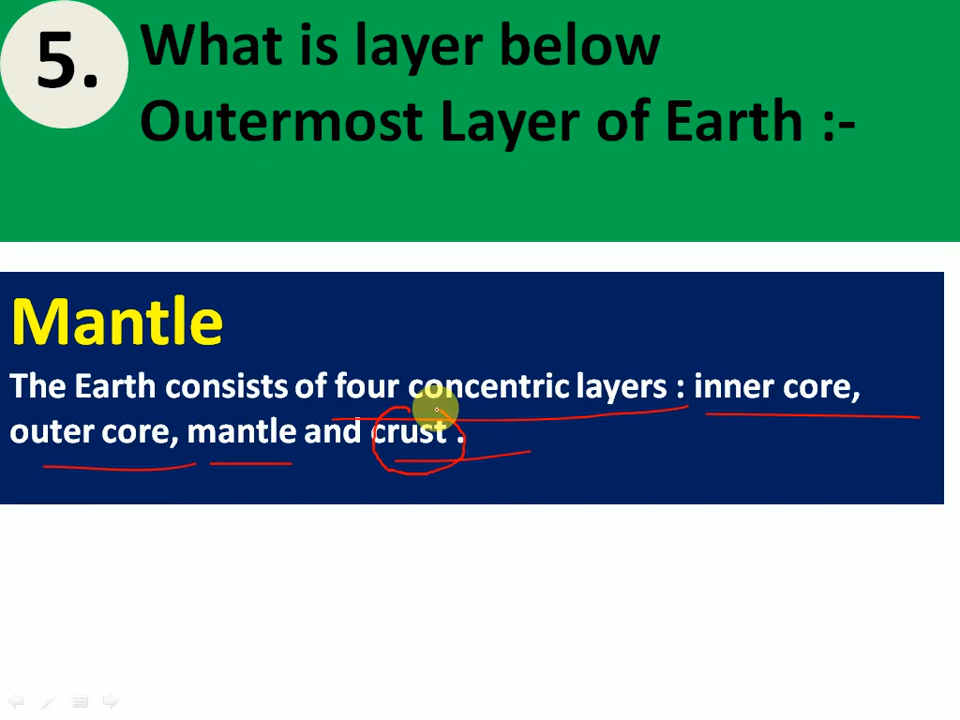 5.
What is layer below
Outermost Layer of Earth :-
Mantle
The Earth consists of four concentric layers : inner core,
outer core, mantle and crust .